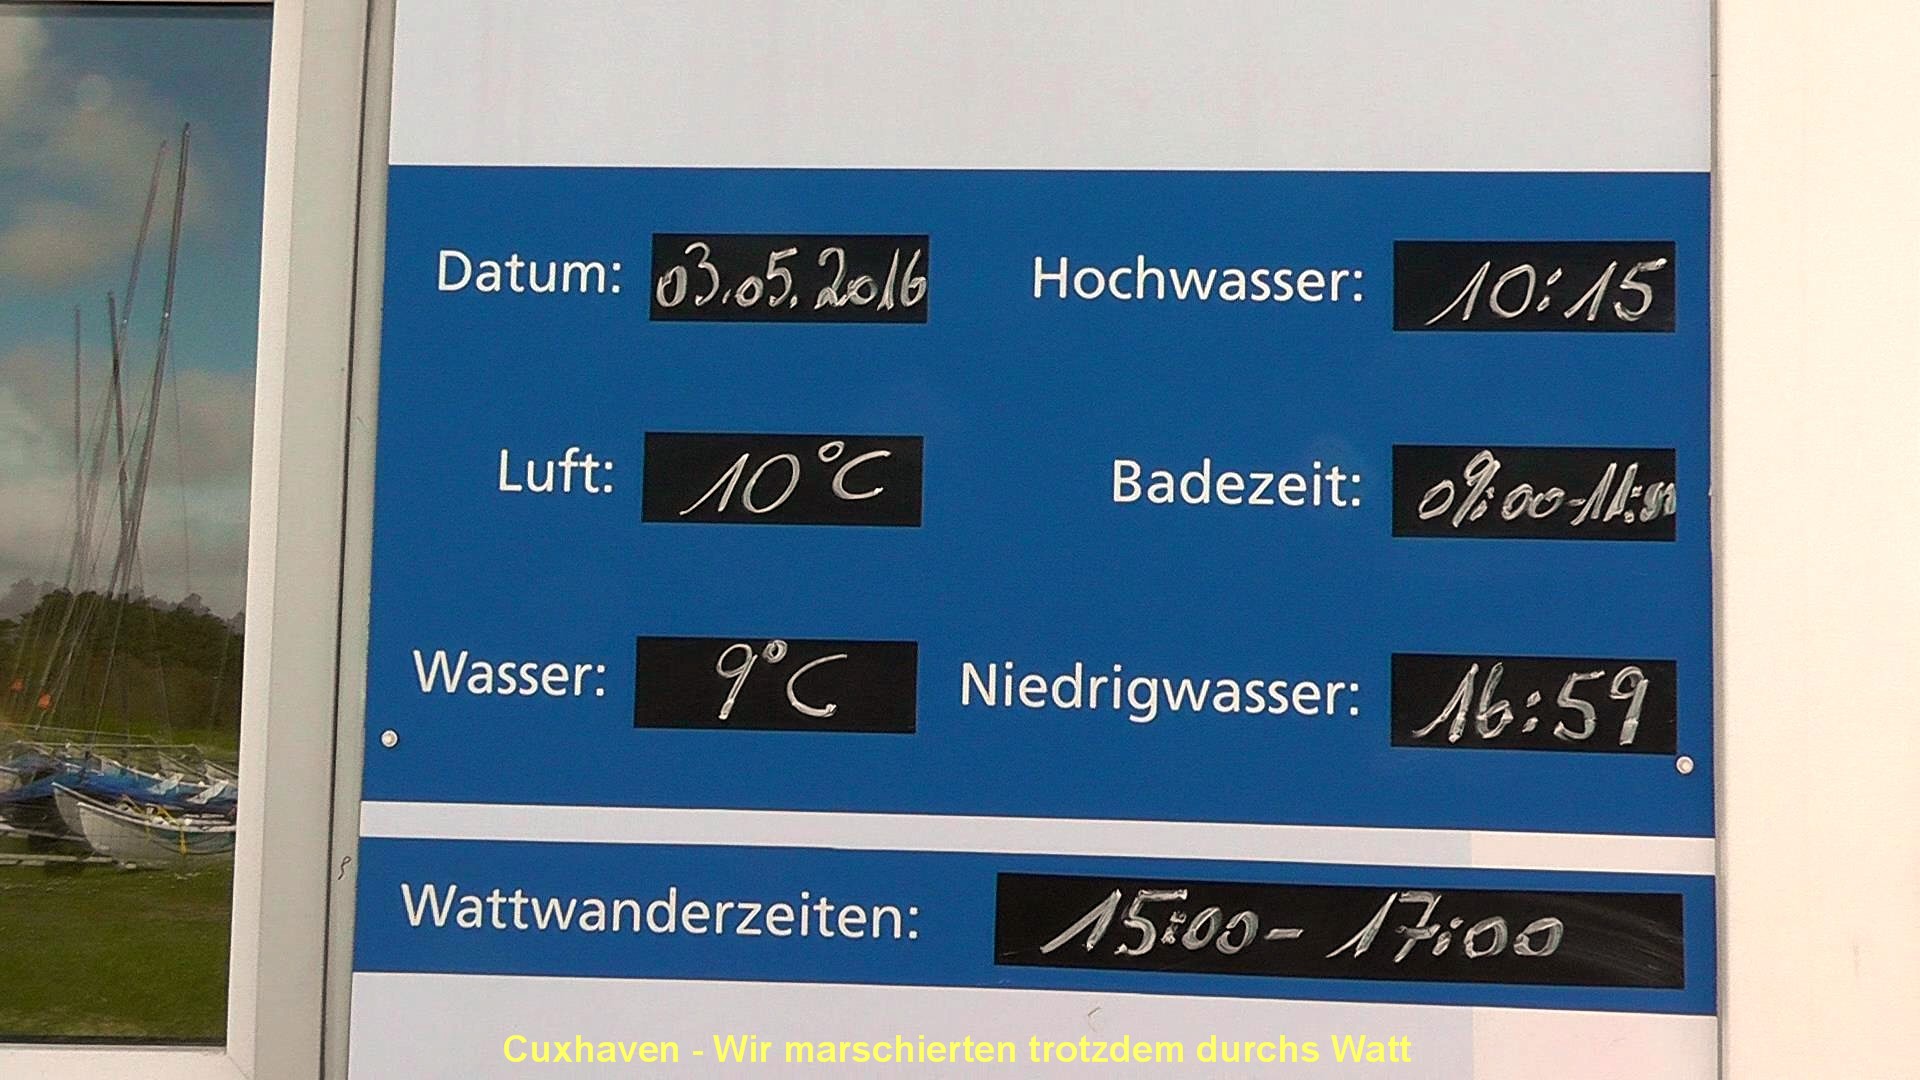 Datum: 03.05.2016 Hochwasser: 10:15
Luft: 10°C Badezeit: 09:00-11:
Wasser: 9°C Niedrigwasser: 16:59
Wattwanderzeiten: 15:00- 17:00
Cuxhaven - Wir marschierten trotzdem durchs Watt